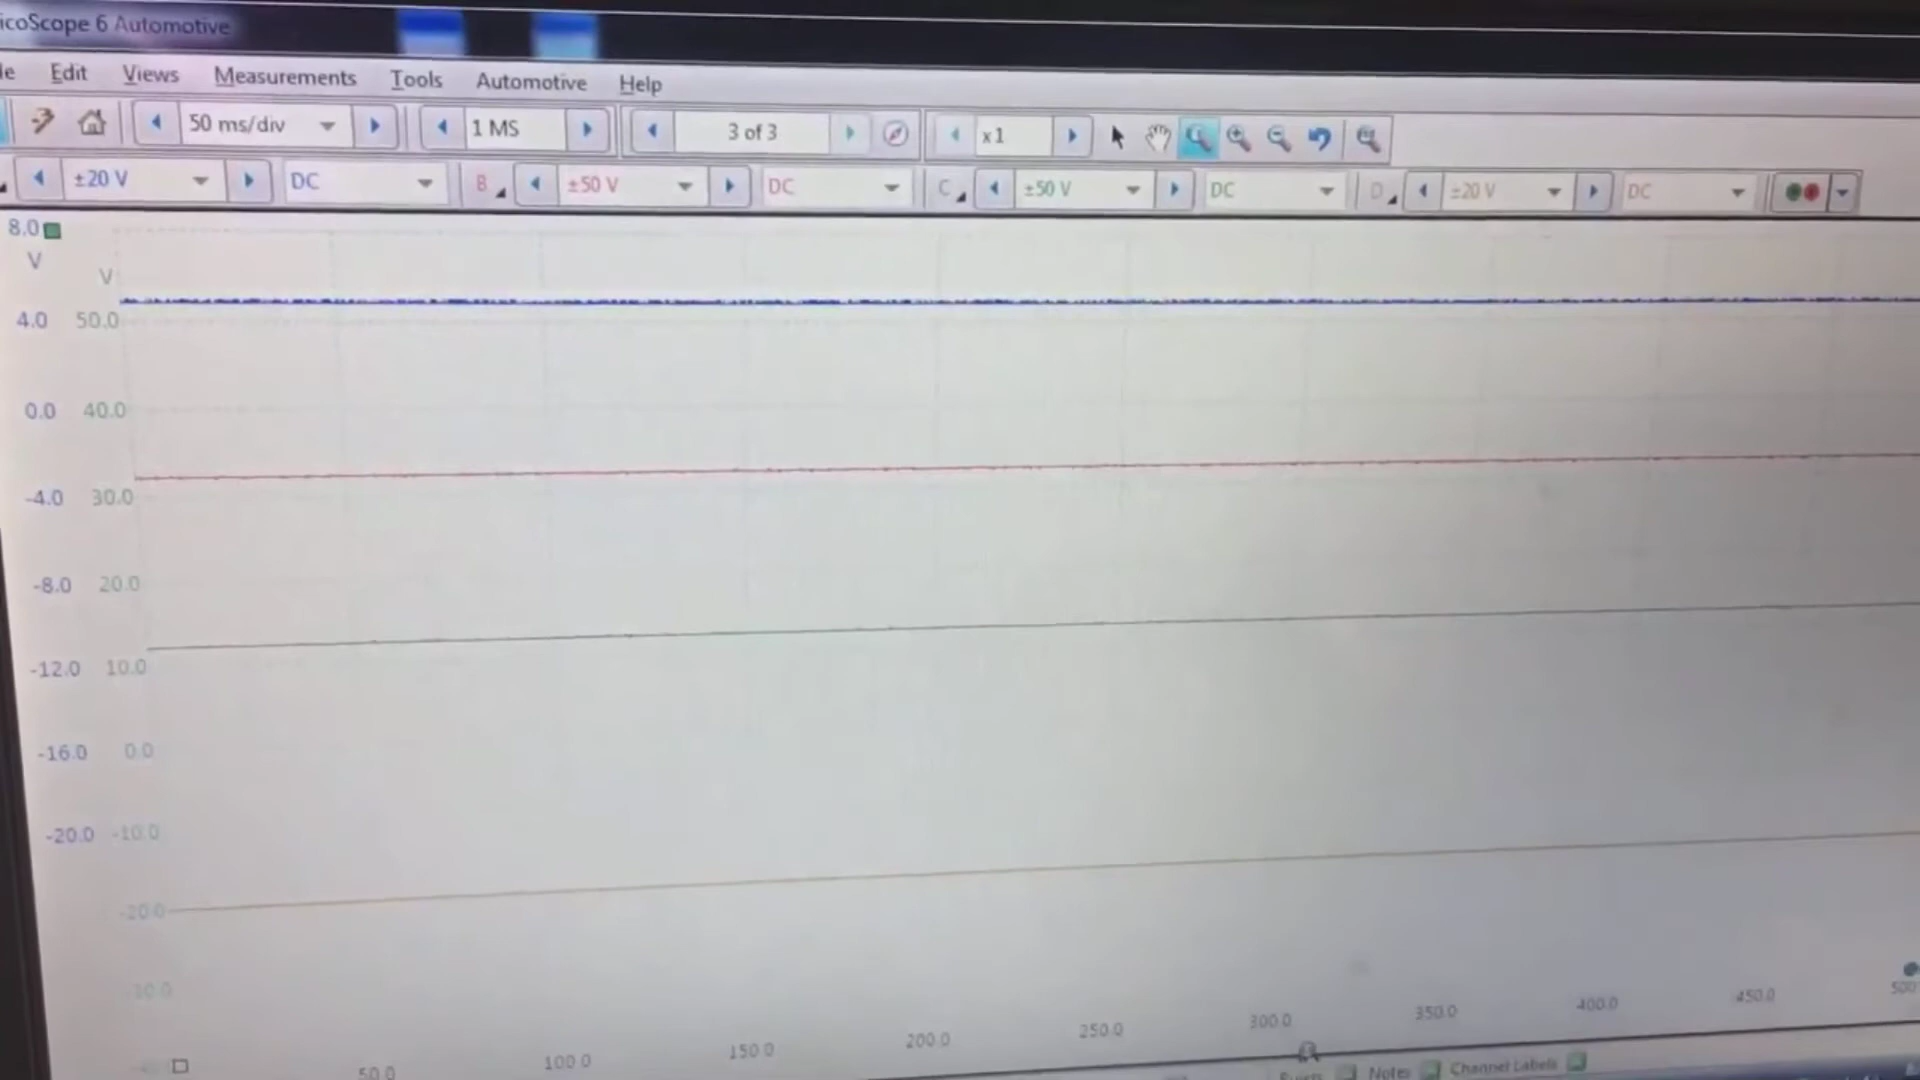 icoScope 6 Automotive
le Edit Views Measurements Tools Automotive Help
50 ms/div 1 MS 3 of 3 x1
±20 V DC B ±50 V DC C ±50 V DC D ±20 V DC
8.0
V V
4.0 50.0
0.0 40.0
-4.0 30.0
-8.0 20.0
-12.0 10.0
-16.0 0.0
-20.0 -10.0
-20.0
-30.0
50.0 100.0 150.0 200.0 250.0 300.0 350.0 400.0 450.0 500
Notes Channel Labels